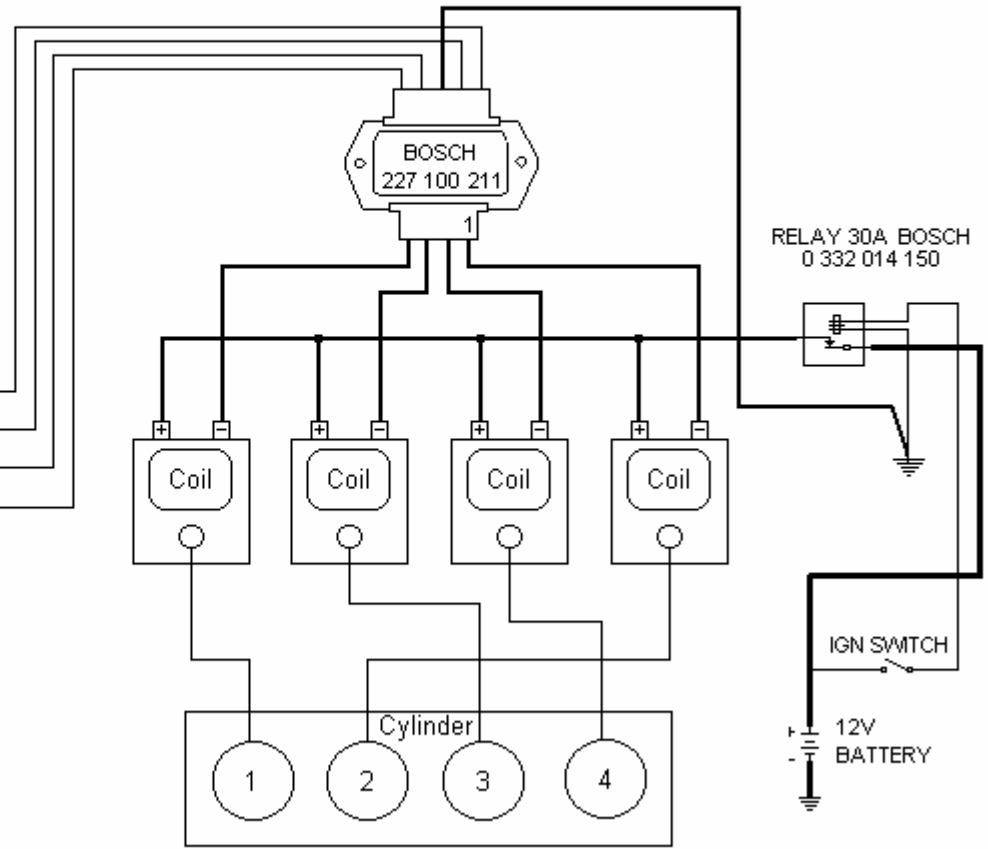 BOSCH
227 100 211
1
RELAY 30A BOSCH
0 332 014 150
+ - + - + - + -
Coil Coil Coil Coil
IGN SWITCH
Cylinder
+ 12V
- BATTERY
1 2 3 4